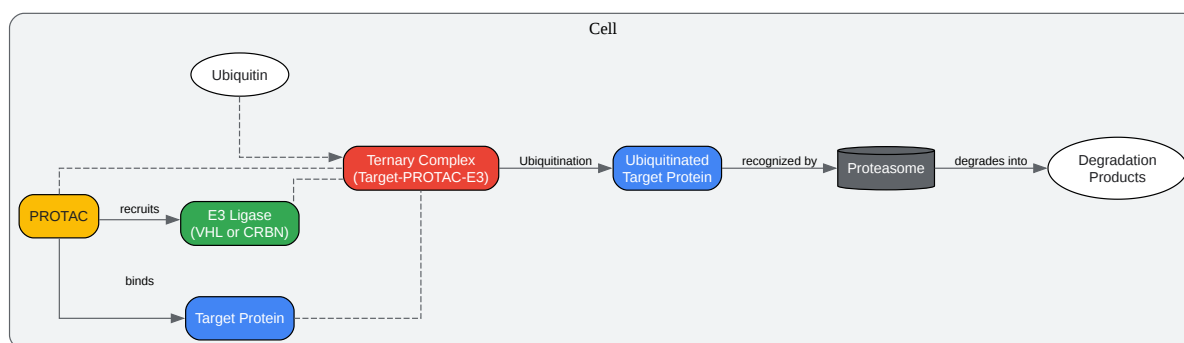 Cell
Ubiquitin
Ternary Complex
(Target-PROTAC-E3)
Ubiquitination
Ubiquitinated
Target Protein
recognized by
Proteasome
degrades into
Degradation
Products
PROTAC
recruits
E3 Ligase
(VHL or CRBN)
binds
Target Protein